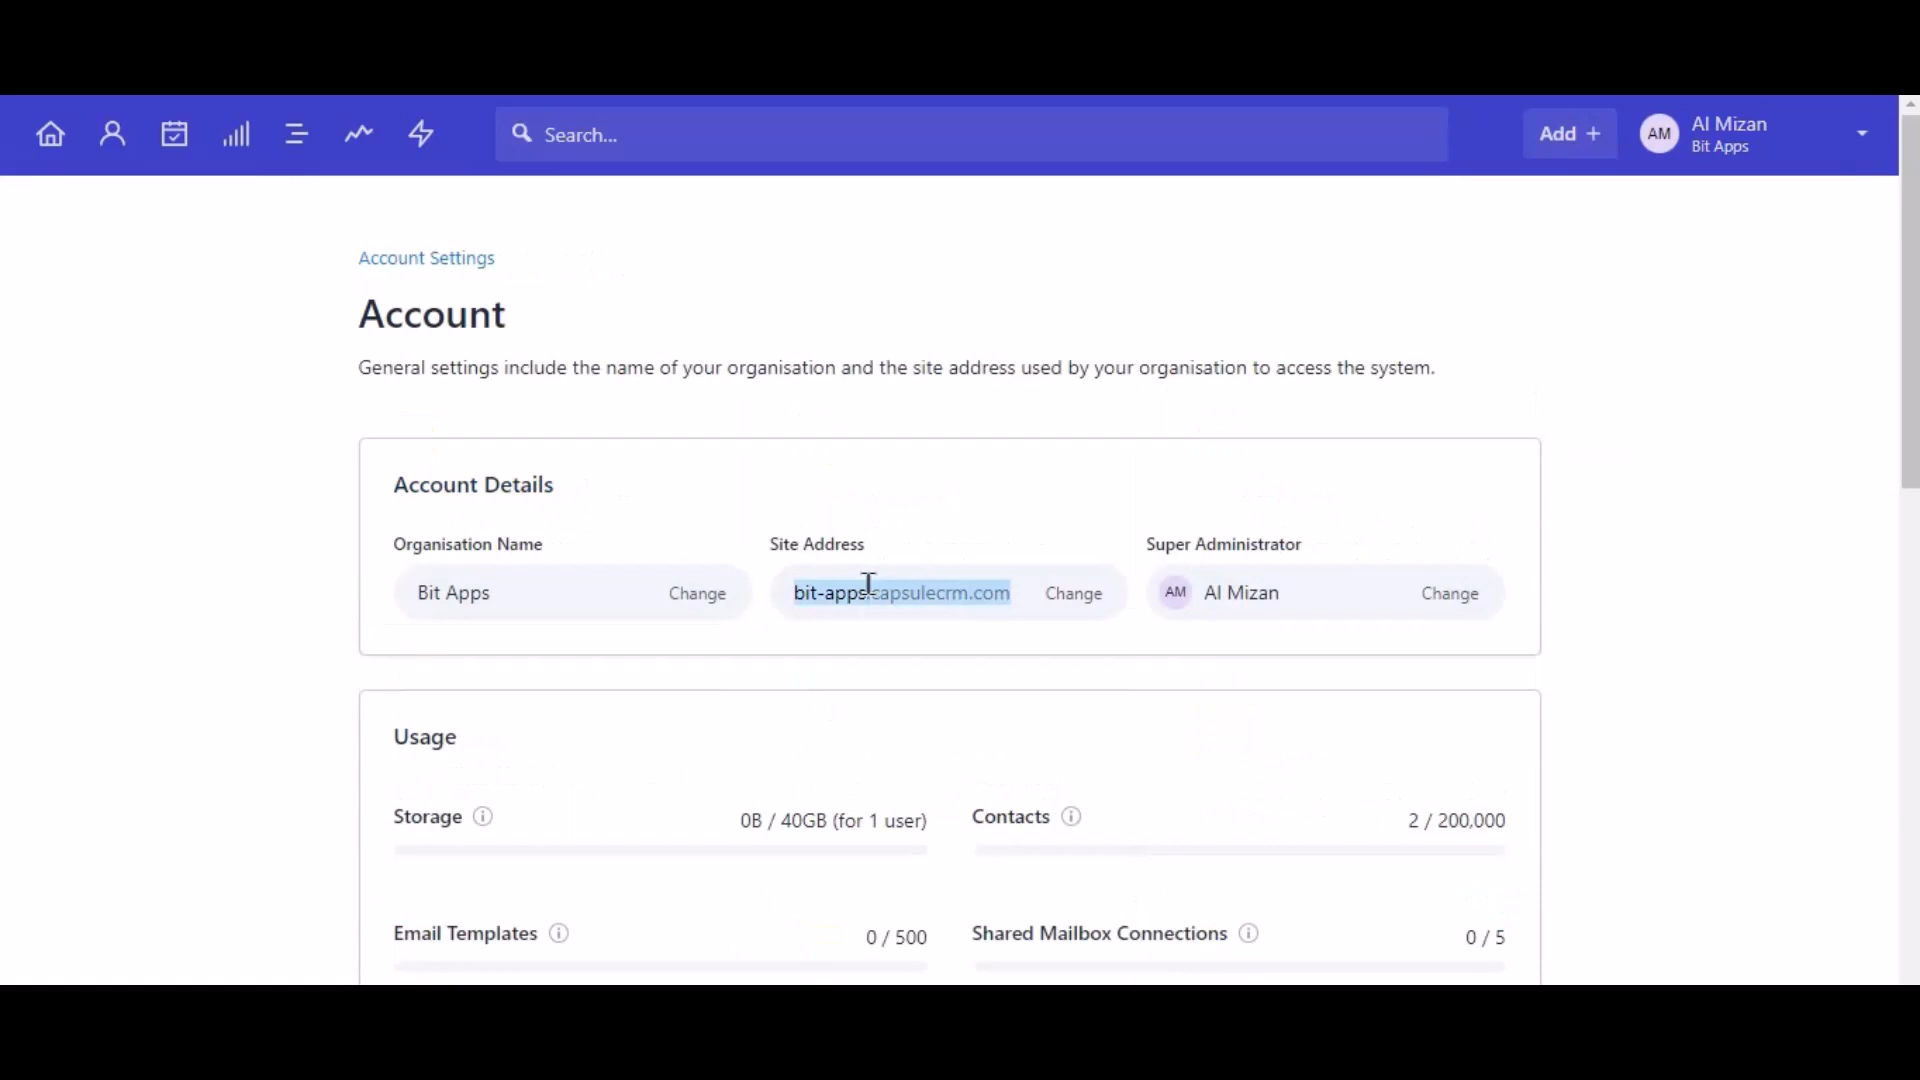 Search...
Add +
AM
Al Mizan
Bit Apps
Account Settings
Account
General settings include the name of your organisation and the site address used by your organisation to access the system.
Account Details
Organisation Name
Site Address
Super Administrator
Bit Apps
Change
bit-apps.capsulecrm.com
Change
AM
Al Mizan
Change
Usage
Storage
0B / 40GB (for 1 user)
Contacts
2 / 200,000
Email Templates
0 / 500
Shared Mailbox Connections
0 / 5